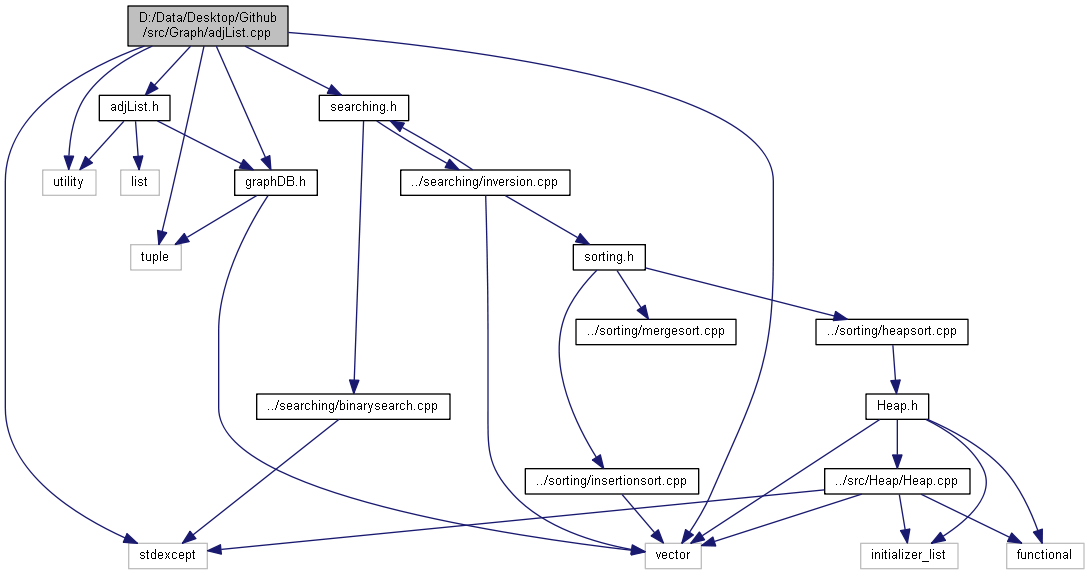 D:/Data/Desktop/Github
/src/Graph/adjList.cpp
adjList.h
searching.h
utility
list
graphDB.h
../searching/inversion.cpp
tuple
sorting.h
../sorting/mergesort.cpp
../sorting/heapsort.cpp
../searching/binarysearch.cpp
Heap.h
../sorting/insertionsort.cpp
../src/Heap/Heap.cpp
stdexcept
vector
initializer_list
functional